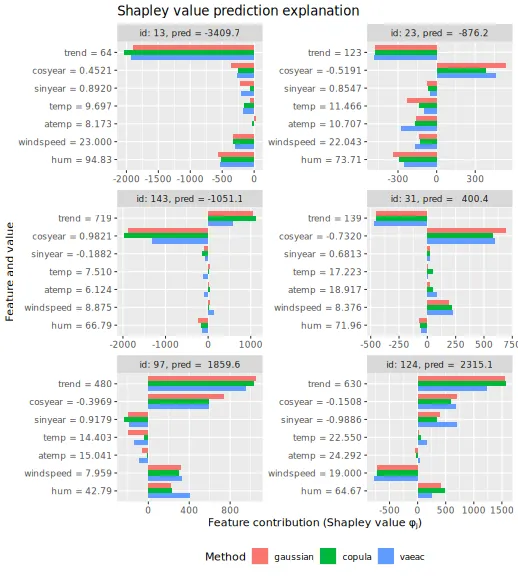 Shapley value prediction explanation
id: 13, pred = -3409.7
id: 23, pred =  -876.2
trend = 64
cosyear = 0.4521
sinyear = 0.8920
temp = 9.697
atemp = 8.173
windspeed = 23.000
hum = 94.83
-2000 -1500 -1000 -500 0
trend = 123
cosyear = -0.5191
sinyear = 0.8547
temp = 11.466
atemp = 10.707
windspeed = 22.043
hum = 73.71
-300 0 300
id: 143, pred = -1051.1
id: 31, pred =  400.4
trend = 719
cosyear = 0.9821
sinyear = -0.1882
temp = 7.510
atemp = 6.124
windspeed = 8.875
hum = 66.79
-2000 -1000 0 1000
trend = 139
cosyear = -0.7320
sinyear = 0.6813
temp = 17.223
atemp = 18.917
windspeed = 8.376
hum = 71.96
-500 -250 0 250 500 750
id: 97, pred =  1859.6
id: 124, pred =  2315.1
trend = 480
cosyear = -0.3969
sinyear = 0.9179
temp = 14.403
atemp = 15.041
windspeed = 7.959
hum = 42.79
0 400 800
trend = 630
cosyear = -0.1508
sinyear = -0.9886
temp = 22.550
atemp = 24.292
windspeed = 19.000
hum = 64.67
-500 0 500 1000 1500
Feature and value
Feature contribution (Shapley value φⱼ)
Method gaussian copula vaeac